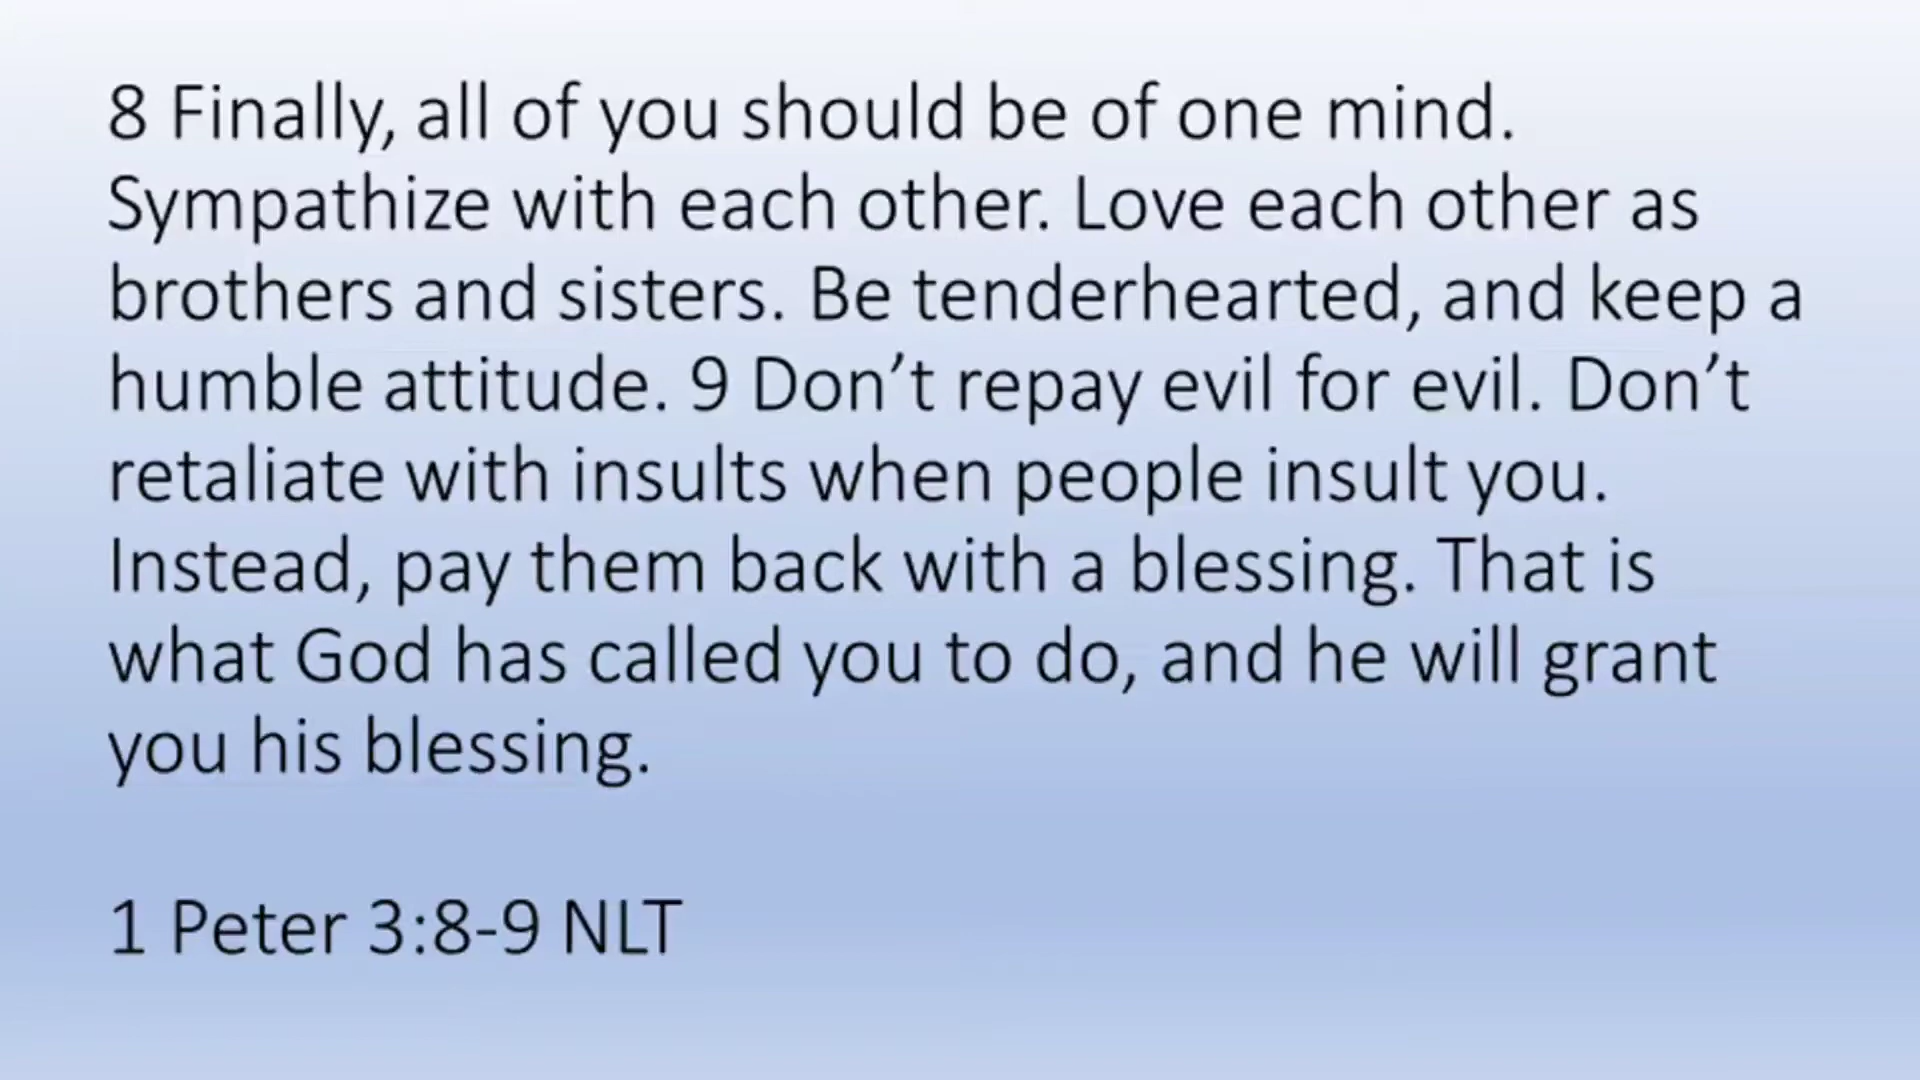 8 Finally, all of you should be of one mind.
Sympathize with each other. Love each other as
brothers and sisters. Be tenderhearted, and keep a
humble attitude. 9 Don’t repay evil for evil. Don’t
retaliate with insults when people insult you.
Instead, pay them back with a blessing. That is
what God has called you to do, and he will grant
you his blessing.
1 Peter 3:8-9 NLT